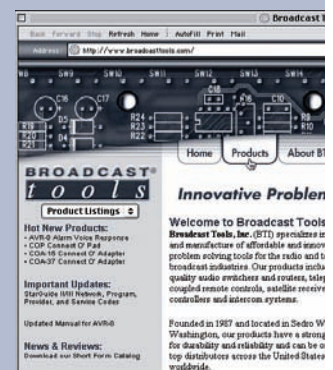 Broadcast T
Back Forward Stop Refresh Home AutoFill Print Mail
Address http://www.broadcasttools.com/
SW9 SW10 SW11 SW12 SW13 SW14
C16 C17 C18 R16 C10
R19 D5 R24
R20 R23 R9
R21 D4 R22 R10
Home Products About BT
BROADCAST®
tools
Product Listings
Innovative Problem
Hot New Products:
- AVR-8 Alarm Voice Response
- COP Connect O' Pad
- COA-15 Connect O' Adapter
- COA-37 Connect O' Adapter
Important Updates:
StarGuide II/III Network, Program,
Provider, and Service Codes
Updated Manual for AVR-8
News & Reviews:
Download our Short Form Catalog
Welcome to Broadcast Tools
Broadcast Tools, Inc. (BTI) specializes in
and manufacture of affordable and innov
problem solving tools for the radio and te
broadcast industries. Our products inclu
quality audio switchers and routers, telep
coupled remote controls, satellite receive
controllers and intercom systems.
Founded in 1987 and located in Sedro W
Washington, our products have a strong
for durability and reliability and can be o
top distributors across the United States
worldwide.